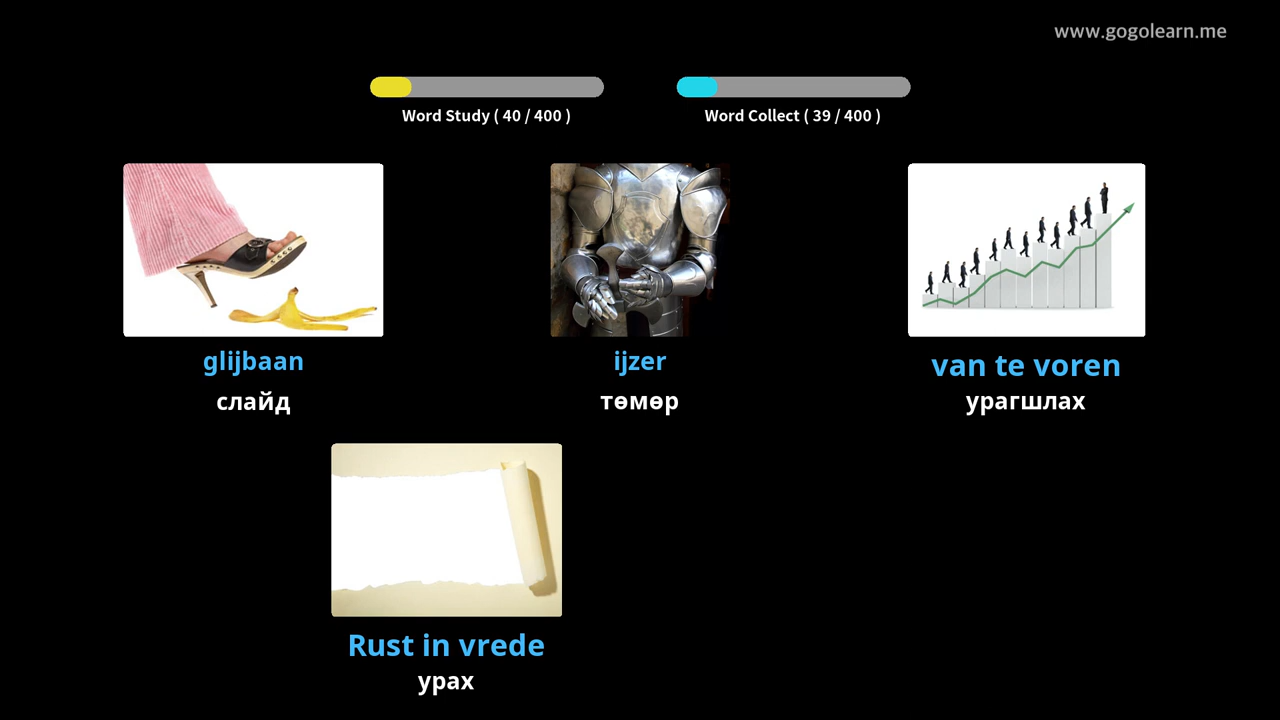 www.gogolearn.me
Word Study ( 40 / 400 )
Word Collect ( 39 / 400 )
glijbaan
слайд
ijzer
төмөр
van te voren
урагшлах
Rust in vrede
урах